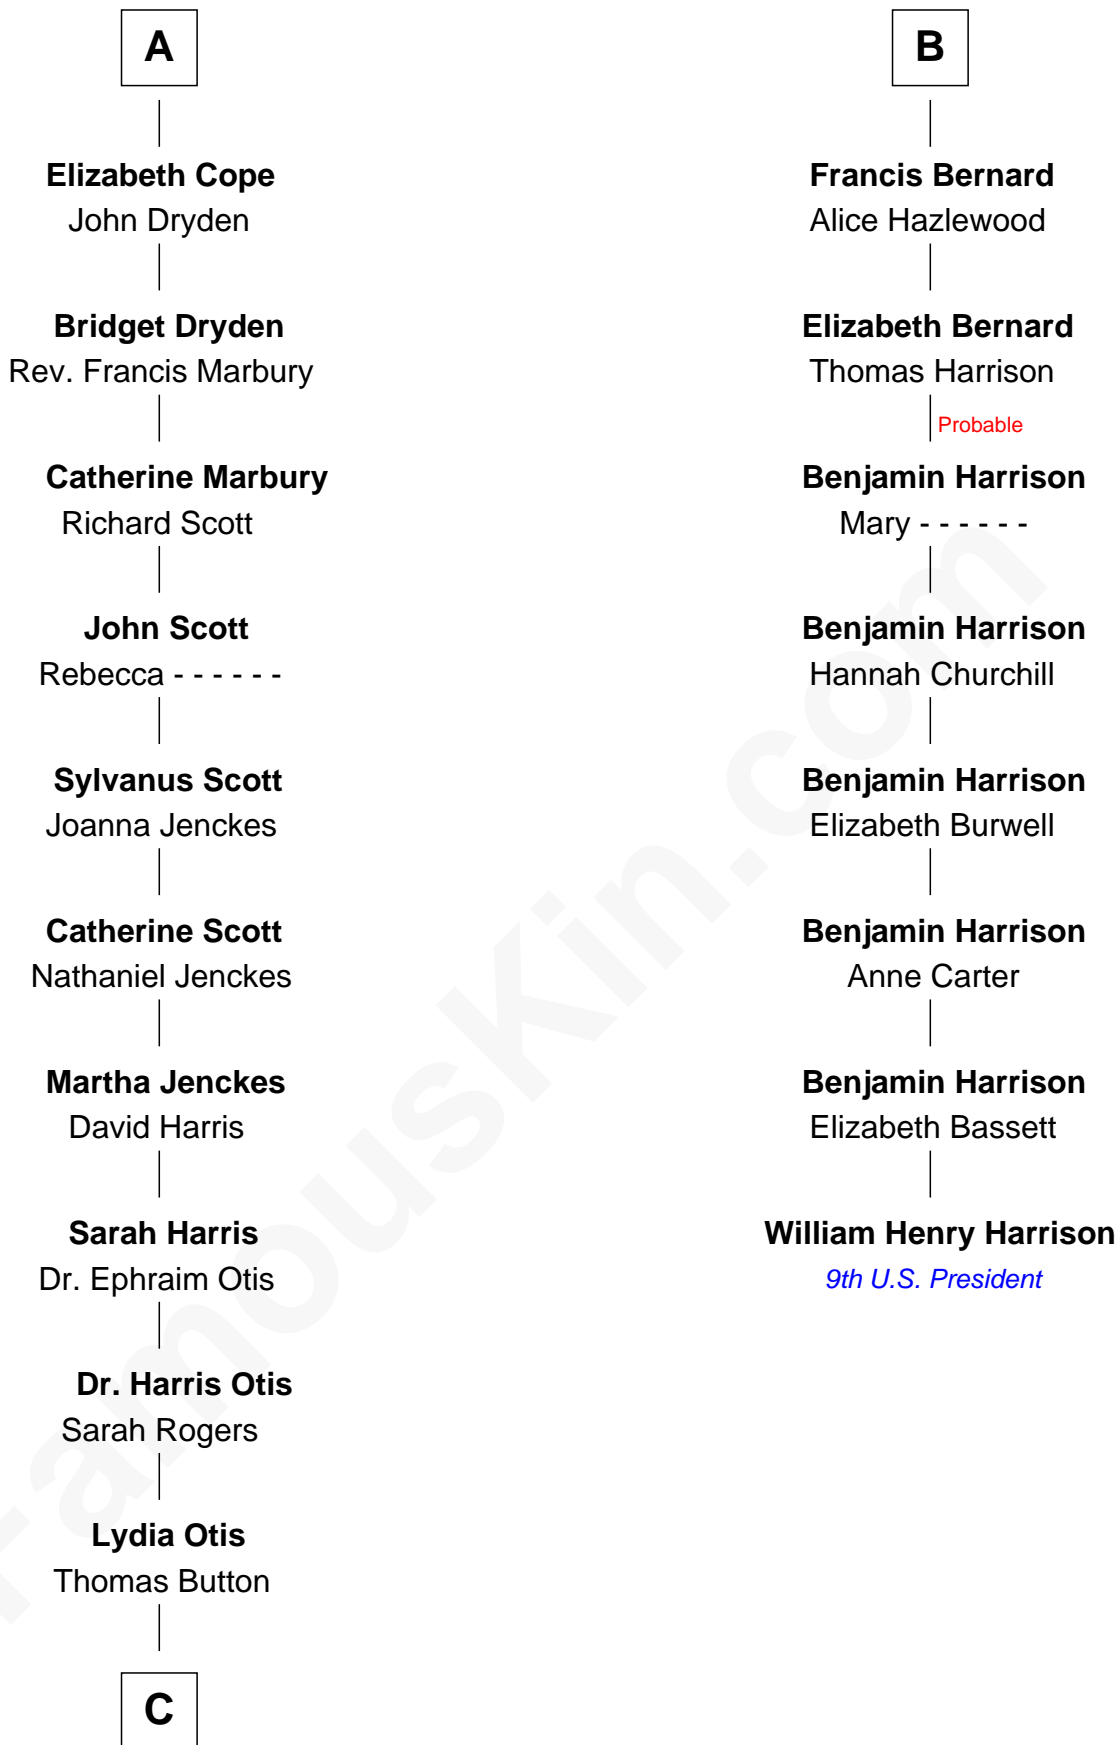 A
Elizabeth Cope
John Dryden
Bridget Dryden
Rev. Francis Marbury
Catherine Marbury
Richard Scott
John Scott
Rebecca - - - - - -
Sylvanus Scott
Joanna Jenckes
Catherine Scott
Nathaniel Jenckes
Martha Jenckes
David Harris
Sarah Harris
Dr. Ephraim Otis
Dr. Harris Otis
Sarah Rogers
Lydia Otis
Thomas Button
C
B
Francis Bernard
Alice Hazlewood
Elizabeth Bernard
Thomas Harrison
Probable
Benjamin Harrison
Mary - - - - - -
Benjamin Harrison
Hannah Churchill
Benjamin Harrison
Elizabeth Burwell
Benjamin Harrison
Anne Carter
Benjamin Harrison
Elizabeth Bassett
William Henry Harrison
9th U.S. President
FamousKin.com